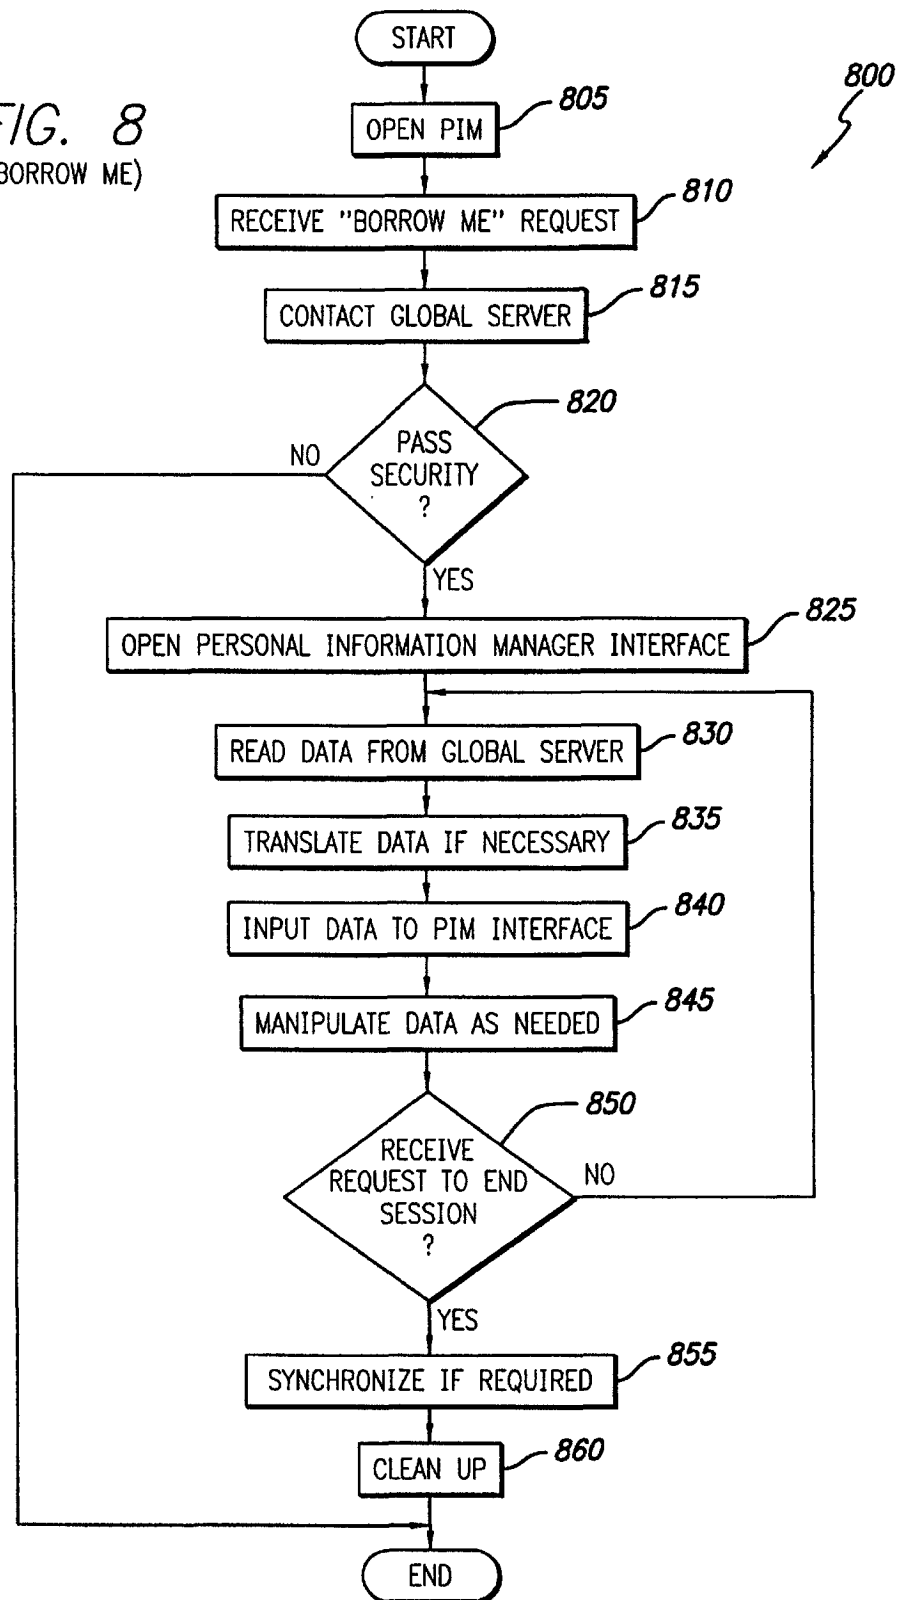 START
805
800
OPEN PIM
FIG. 8
(BORROW ME)
810
RECEIVE "BORROW ME" REQUEST
815
CONTACT GLOBAL SERVER
820
PASS
SECURITY
?
NO
YES
825
OPEN PERSONAL INFORMATION MANAGER INTERFACE
830
READ DATA FROM GLOBAL SERVER
835
TRANSLATE DATA IF NECESSARY
840
INPUT DATA TO PIM INTERFACE
845
MANIPULATE DATA AS NEEDED
850
RECEIVE
REQUEST TO END
SESSION
?
NO
YES
855
SYNCHRONIZE IF REQUIRED
860
CLEAN UP
END